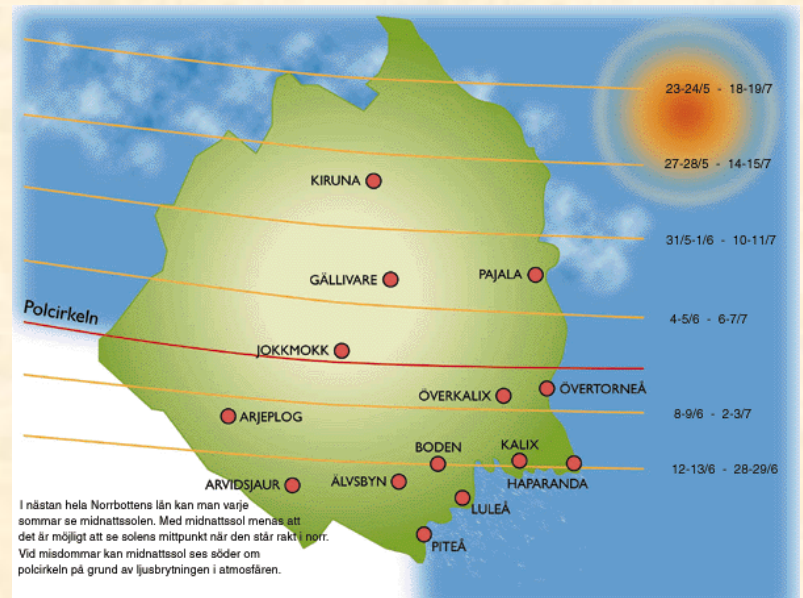 23-24/5 - 18-19/7
27-28/5 - 14-15/7
KIRUNA
31/5-1/6 - 10-11/7
GÄLLIVARE
PAJALA
Polcirkeln
4-5/6 - 6-7/7
JOKKMOKK
ÖVERKALIX
ÖVERTORNEÅ
ARJEPLOG
8-9/6 - 2-3/7
BODEN
KALIX
12-13/6 - 28-29/6
ARVIDSJAUR
ÄLVSBYN
HAPARANDA
LULEÅ
PITEÅ
I nästan hela Norrbottens län kan man varje
sommar se midnattssolen. Med midnattssol menas att
det är möjligt att se solens mittpunkt när den står rakt i norr.
Vid misdommar kan midnattssol ses söder om
polcirkeln på grund av ljusbrytningen i atmosfären.